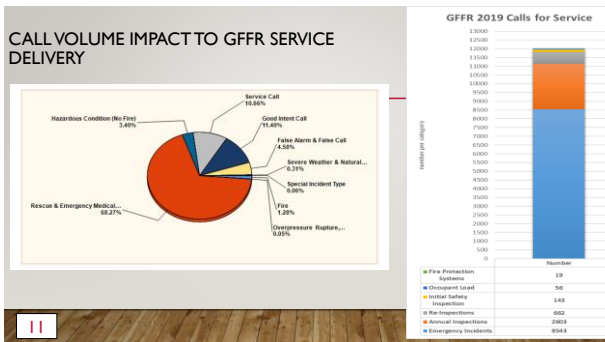 CALL VOLUME IMPACT TO GFFR SERVICE
DELIVERY
Service Call
10.66%
Hazardous Condition (No Fire)
3.40%
Good Intent Call
11.40%
False Alarm & False Call
4.58%
Severe Weather & Natural...
0.31%
Special Incident Type
0.06%
Fire
1.28%
Overpressure Rupture,...
0.05%
Rescue & Emergency Medical...
68.27%
11
GFFR 2019 Calls for Service
number per category
13000
12500
12000
11500
11000
10500
10000
9500
9000
8500
8000
7500
7000
6500
6000
5500
5000
4500
4000
3500
3000
2500
2000
1500
1000
500
0
Number
Fire Protection
Systems
19
Occupant Load
56
Initial Safety
Inspection
143
Re-Inspections
662
Annual Inspections
2603
Emergency Incidents
8543